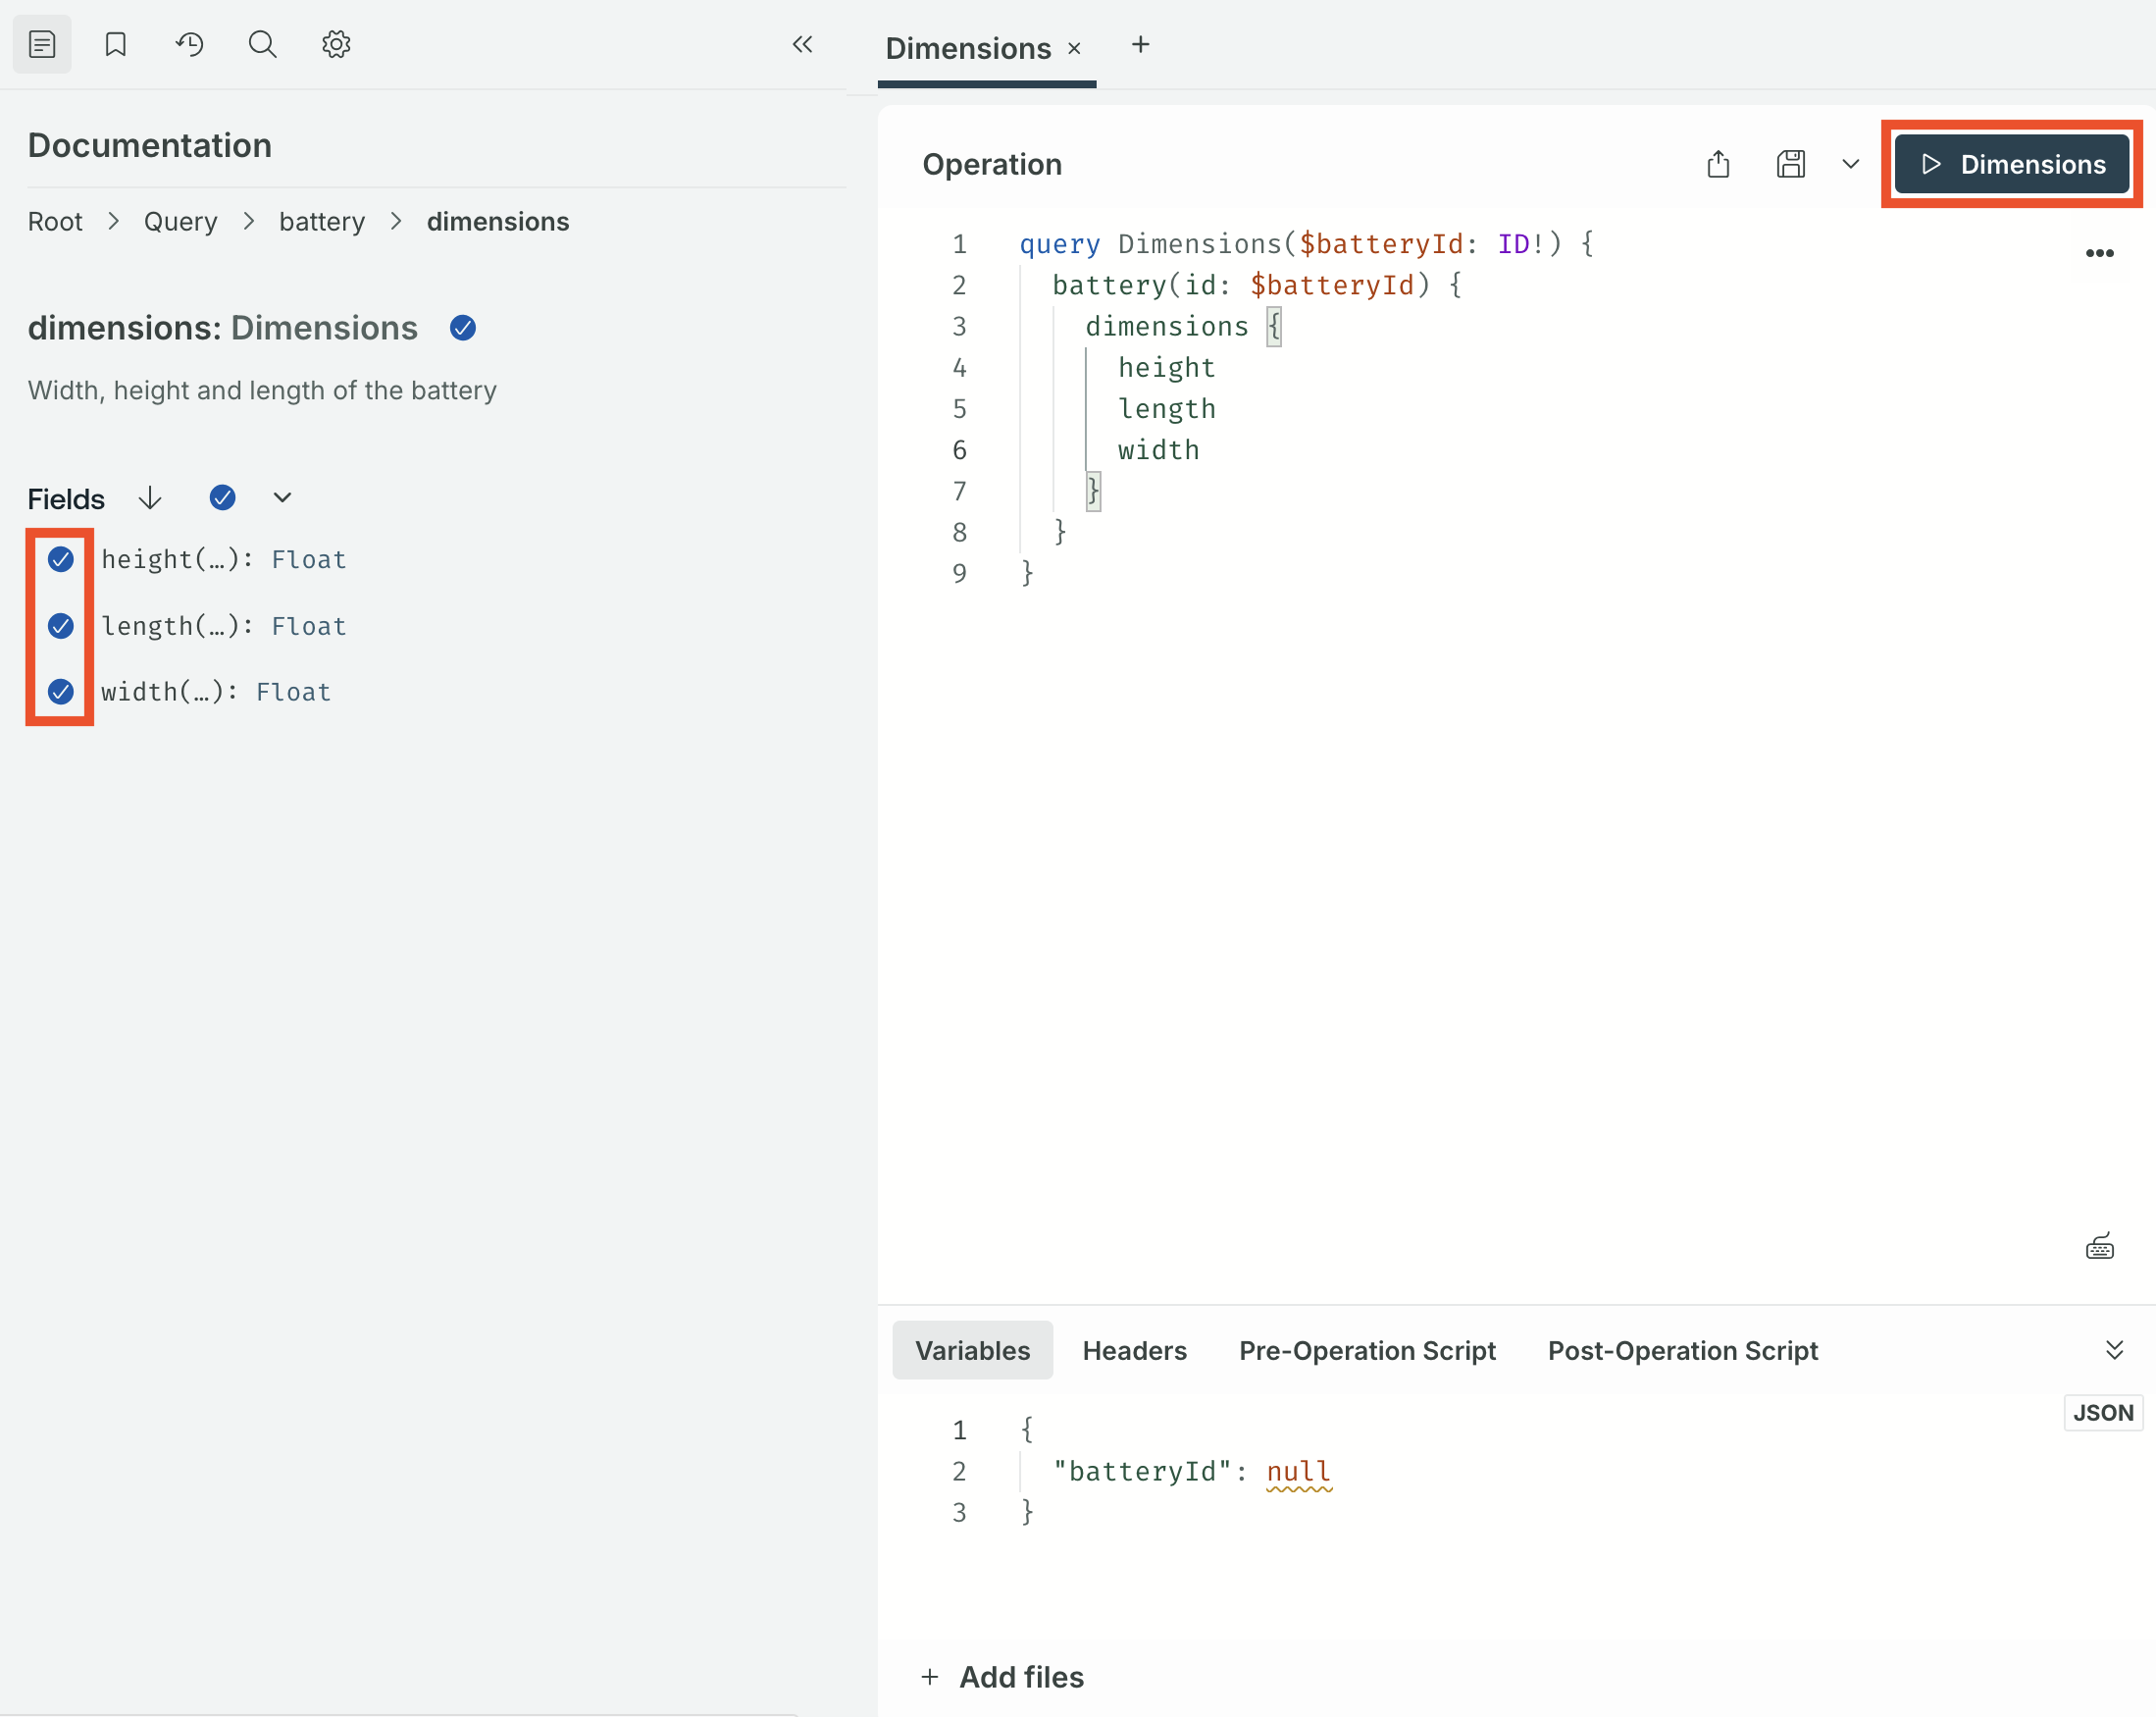 Documentation
Root > Query > battery > dimensions
dimensions: Dimensions
Width, height and length of the battery
Fields
height(…): Float
length(…): Float
width(…): Float
Dimensions × +
Operation
Dimensions
1 query Dimensions($batteryId: ID!) {
2 battery(id: $batteryId) {
3 dimensions {
4 height
5 length
6 width
7 }
8 }
9 }
Variables Headers Pre-Operation Script Post-Operation Script
JSON
1 {
2 "batteryId": null
3 }
+ Add files